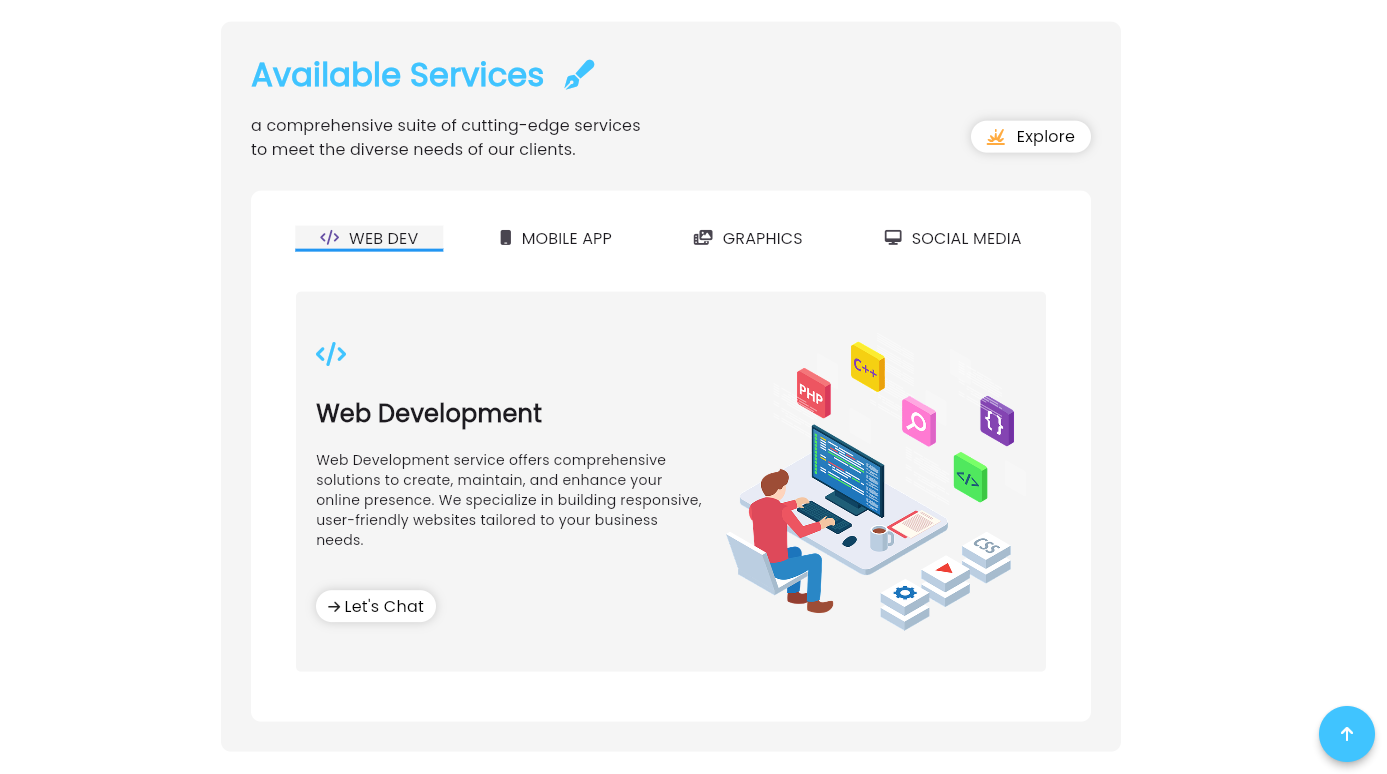 Available Services
a comprehensive suite of cutting-edge services
to meet the diverse needs of our clients.
Explore
WEB DEV
MOBILE APP
GRAPHICS
SOCIAL MEDIA
Web Development
Web Development service offers comprehensive
solutions to create, maintain, and enhance your
online presence. We specialize in building responsive,
user-friendly websites tailored to your business
needs.
Let's Chat
C++
PHP
{ }
</>
CSS